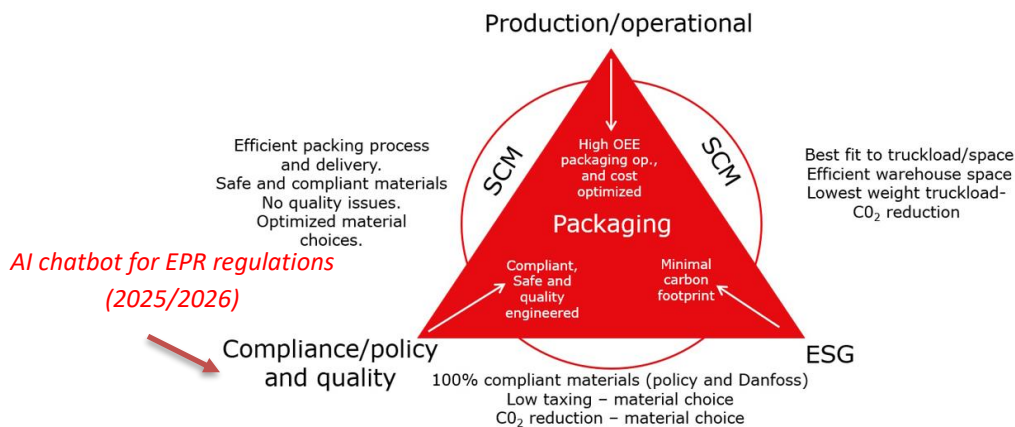 Production/operational
Efficient packing process
and delivery.
Safe and compliant materials
No quality issues.
Optimized material
choices.
SCM
High OEE
packaging op.,
and cost
optimized
SCM
Best fit to truckload/space
Efficient warehouse space
Lowest weight truckload-
C0₂ reduction
Packaging
AI chatbot for EPR regulations
(2025/2026)
Compliant,
Safe and
quality
engineered
Minimal
carbon
footprint
Compliance/policy
and quality
ESG
100% compliant materials (policy and Danfoss)
Low taxing – material choice
C0₂ reduction – material choice